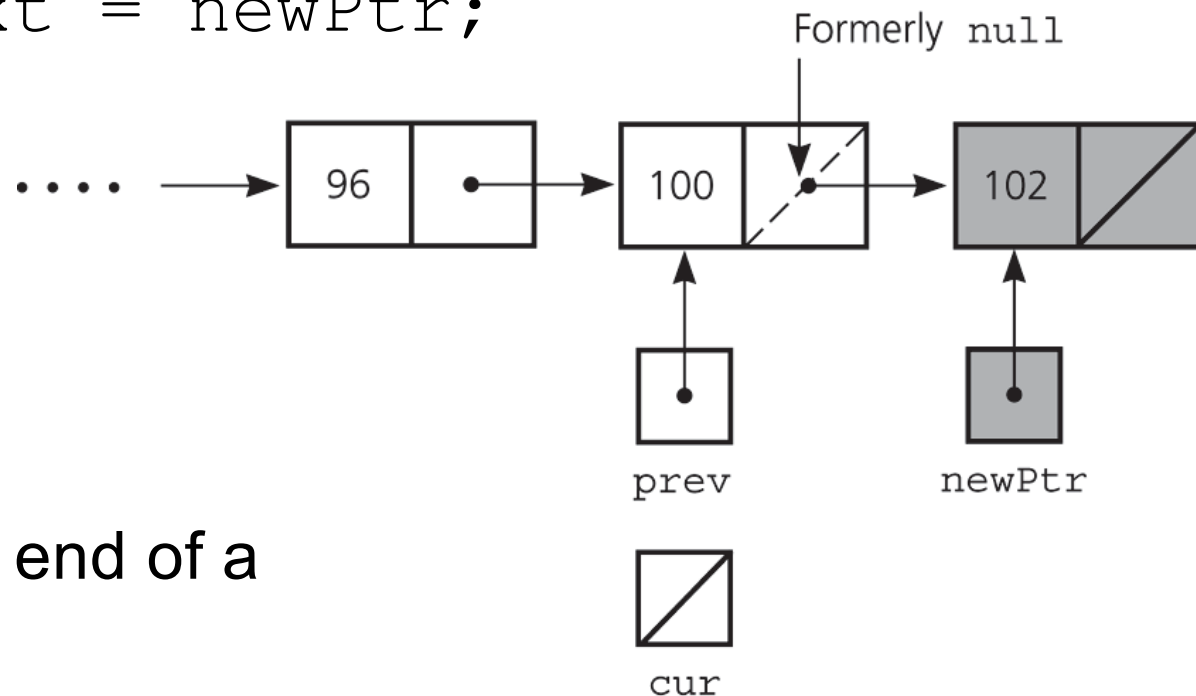 xt = newPtr;
Formerly null
96
100
102
prev
newPtr
end of a
cur